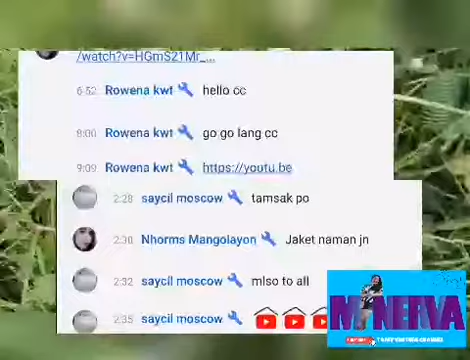 /watch?v=HGmS21Mr_...
6:52 Rowena kwt hello cc
8:00 Rowena kwt go go lang cc
9:09 Rowena kwt https://youtu.be
2:28 saycil moscow tamsak po
2:30 Nhorms Mangolayon Jaket naman jn
2:32 saycil moscow mlso to all
2:35 saycil moscow
MINERVA